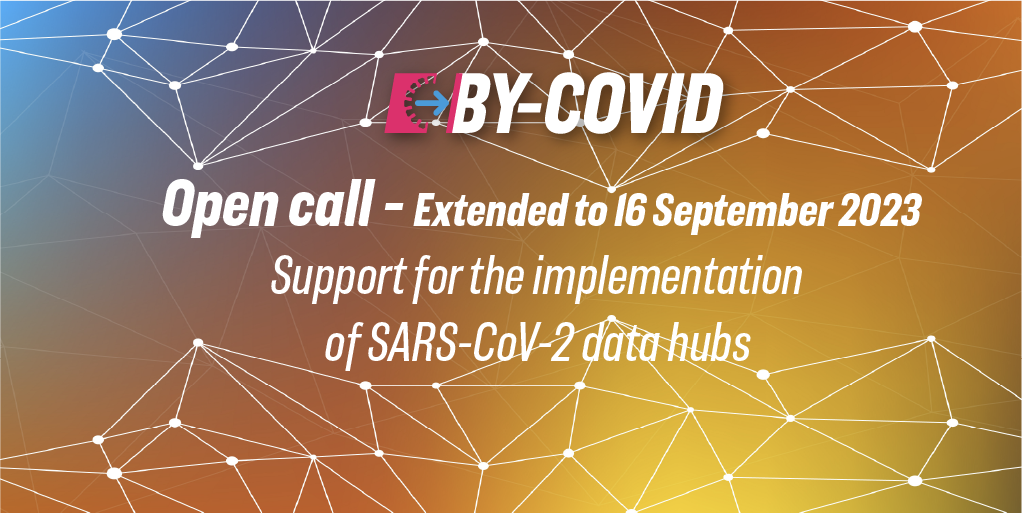 BY-COVID
Open call - Extended to 16 September 2023
Support for the implementation
of SARS-CoV-2 data hubs